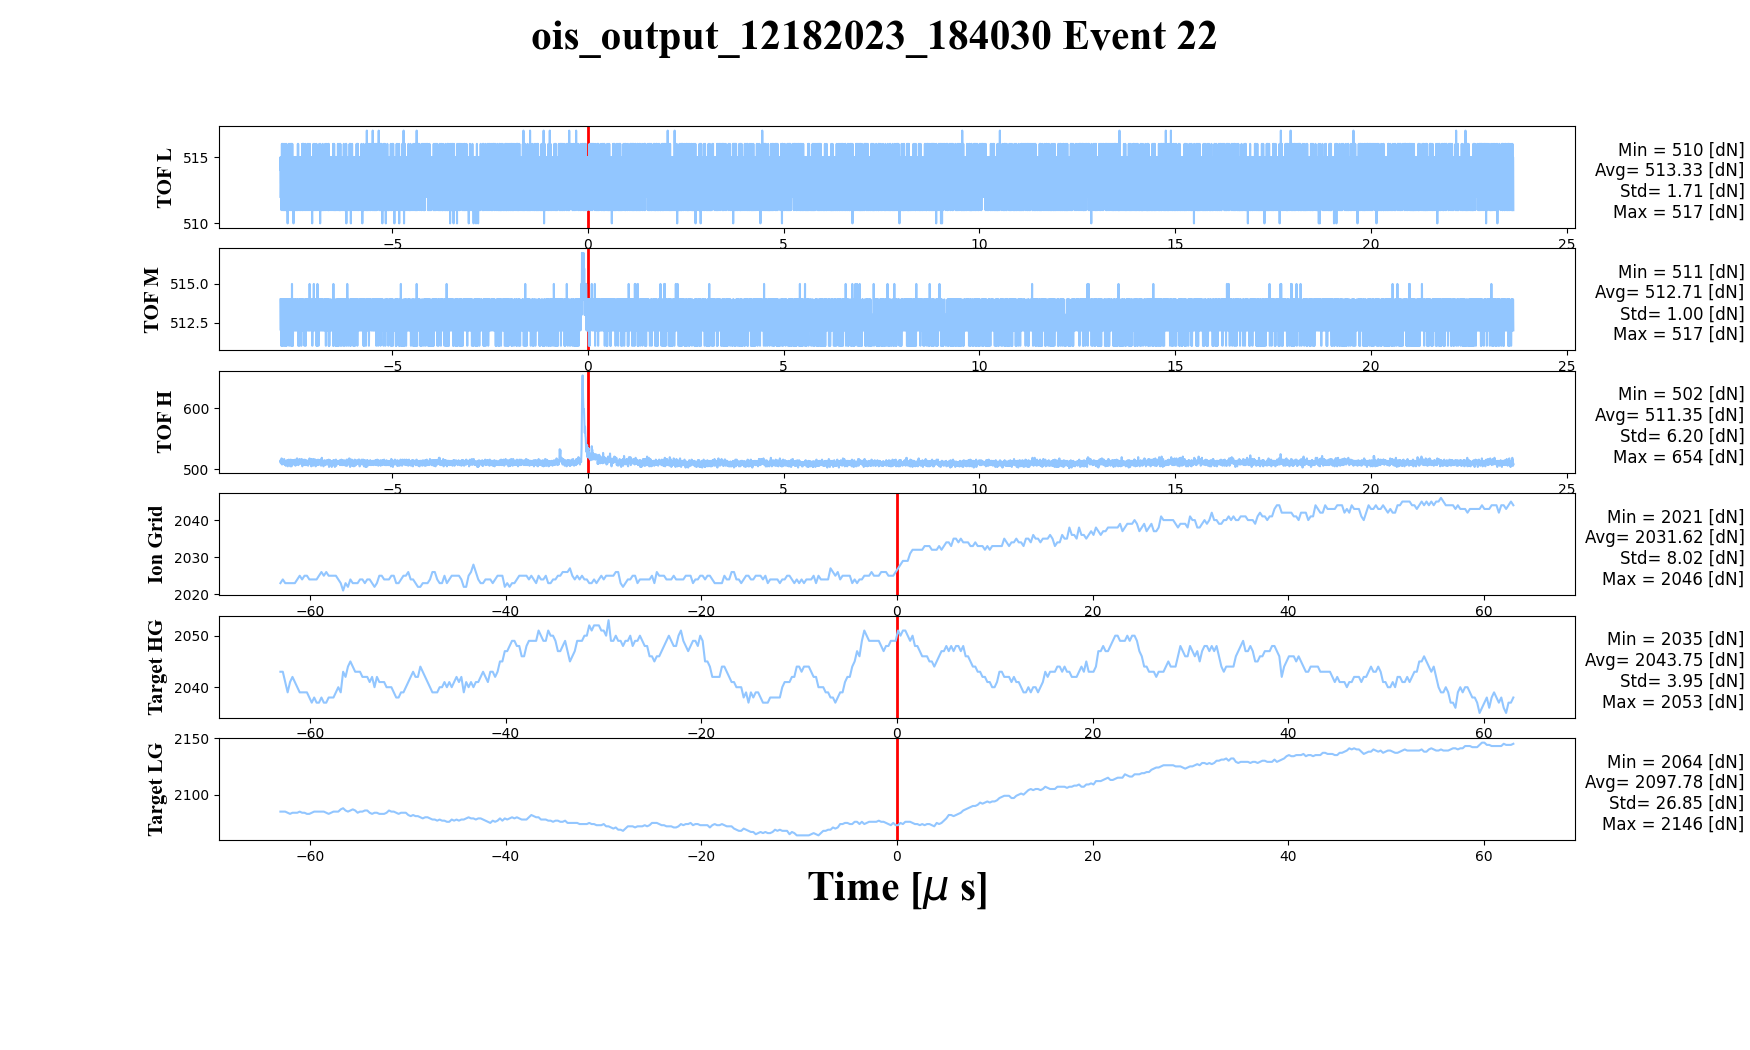 ois_output_12182023_184030 Event 22
TOF L
515
510
−5
0
5
10
15
20
25
Min = 510 [dN]
Avg= 513.33 [dN]
Std= 1.71 [dN]
Max = 517 [dN]
TOF M
515.0
512.5
−5
0
5
10
15
20
25
Min = 511 [dN]
Avg= 512.71 [dN]
Std= 1.00 [dN]
Max = 517 [dN]
TOF H
600
500
−5
0
5
10
15
20
25
Min = 502 [dN]
Avg= 511.35 [dN]
Std= 6.20 [dN]
Max = 654 [dN]
Ion Grid
2040
2030
2020
−60
−40
−20
0
20
40
60
Min = 2021 [dN]
Avg= 2031.62 [dN]
Std= 8.02 [dN]
Max = 2046 [dN]
Target HG
2050
2040
−60
−40
−20
0
20
40
60
Min = 2035 [dN]
Avg= 2043.75 [dN]
Std= 3.95 [dN]
Max = 2053 [dN]
Target LG
2150
2100
−60
−40
−20
0
20
40
60
Min = 2064 [dN]
Avg= 2097.78 [dN]
Std= 26.85 [dN]
Max = 2146 [dN]
Time [μ s]